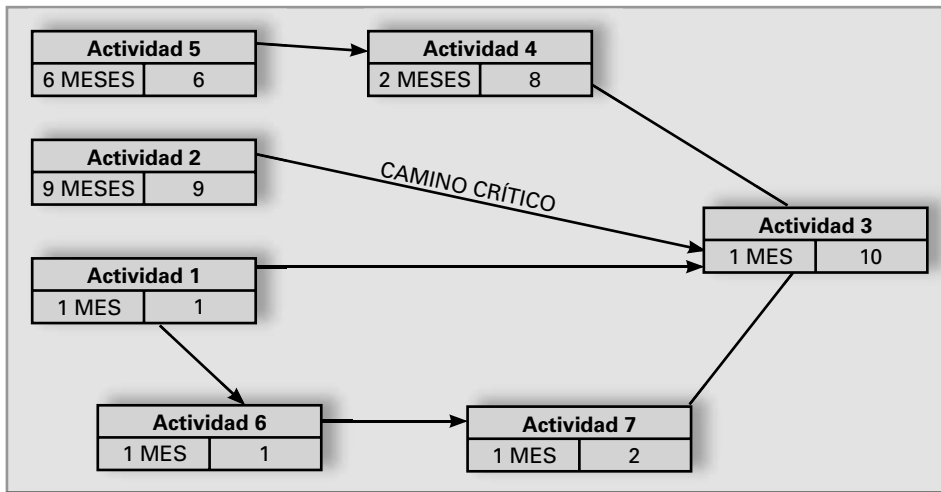 Actividad 5
6 MESES 6
Actividad 4
2 MESES 8
Actividad 2
9 MESES 9
CAMINO CRÍTICO
Actividad 3
1 MES 10
Actividad 1
1 MES 1
Actividad 6
1 MES 1
Actividad 7
1 MES 2